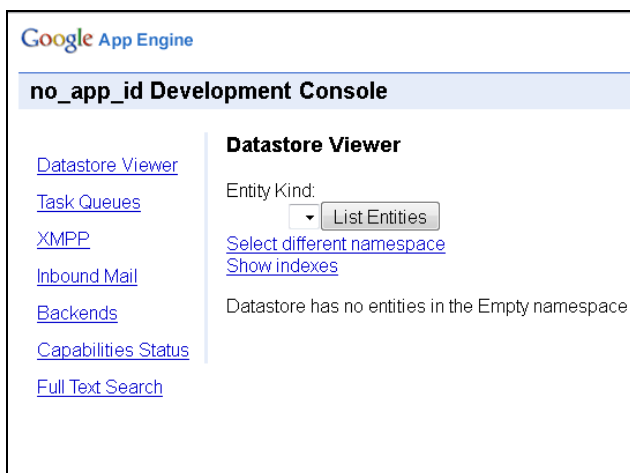 Google App Engine
no_app_id Development Console
Datastore Viewer
Task Queues
XMPP
Inbound Mail
Backends
Capabilities Status
Full Text Search
Datastore Viewer
Entity Kind:
List Entities
Select different namespace
Show indexes
Datastore has no entities in the Empty namespace